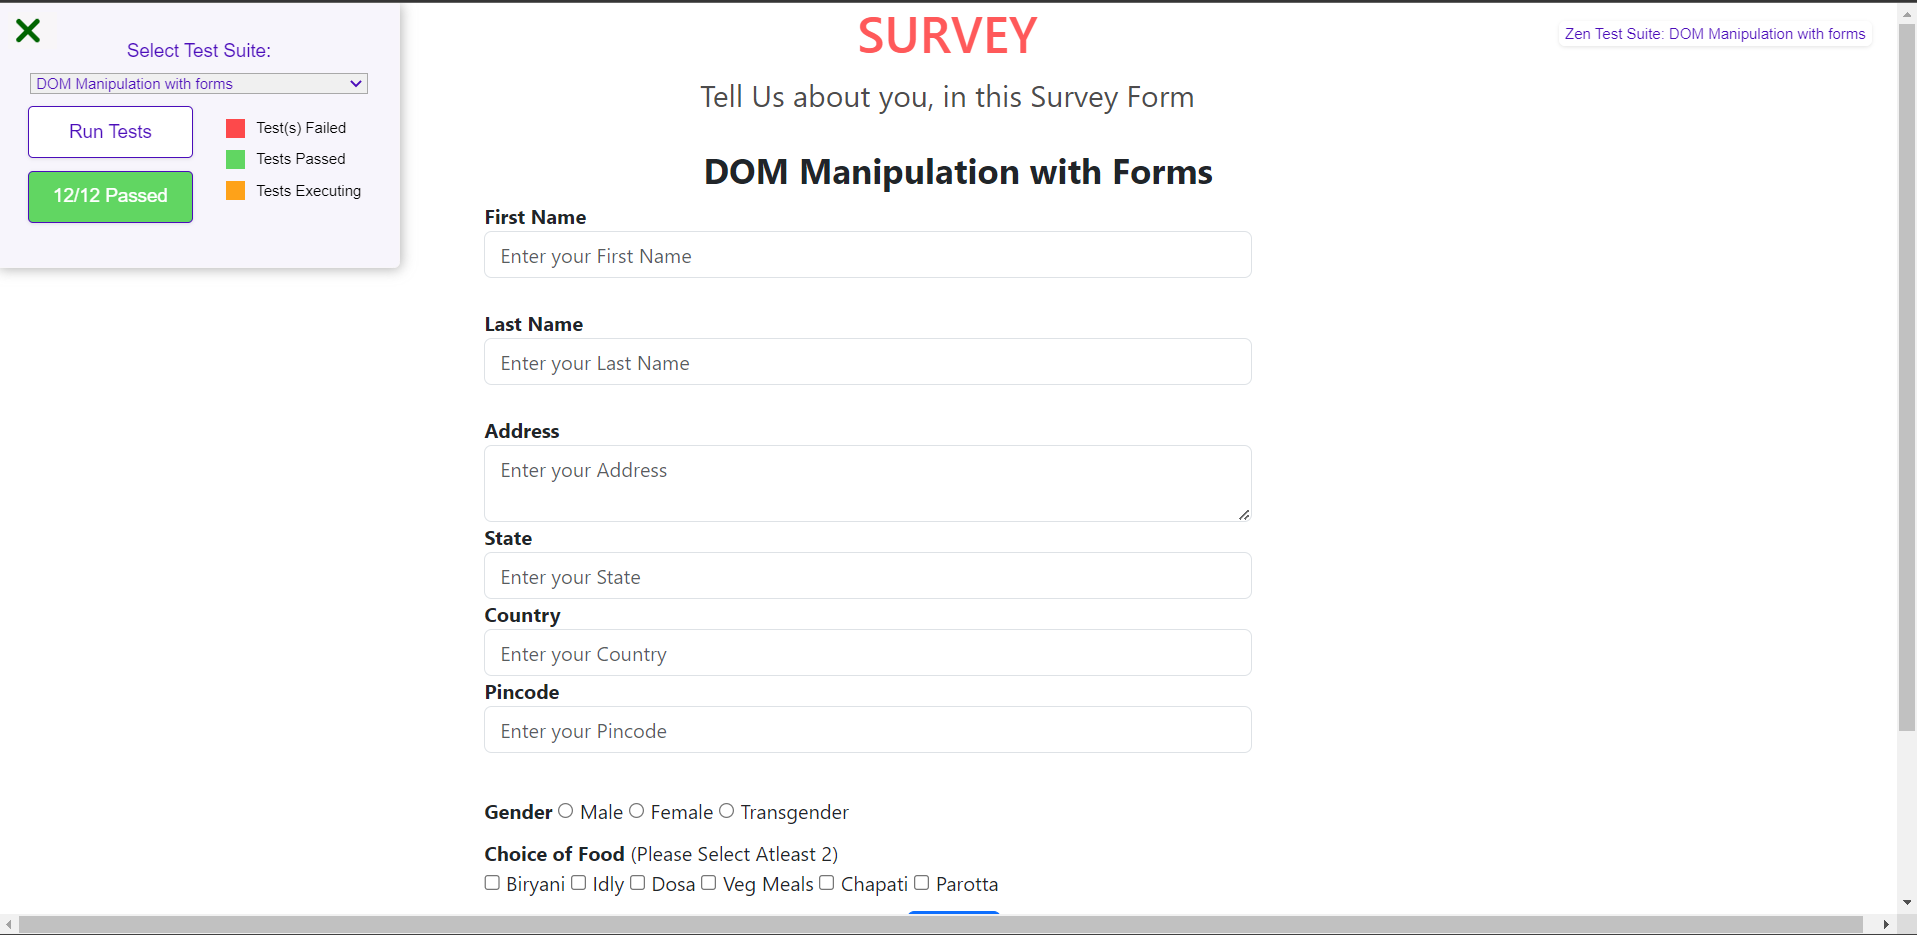 Select Test Suite:
DOM Manipulation with forms
Run Tests
12/12 Passed
Test(s) Failed
Tests Passed
Tests Executing
SURVEY
Zen Test Suite: DOM Manipulation with forms
Tell Us about you, in this Survey Form
DOM Manipulation with Forms
First Name
Enter your First Name
Last Name
Enter your Last Name
Address
Enter your Address
State
Enter your State
Country
Enter your Country
Pincode
Enter your Pincode
Gender Male Female Transgender
Choice of Food (Please Select Atleast 2)
Biryani Idly Dosa Veg Meals Chapati Parotta